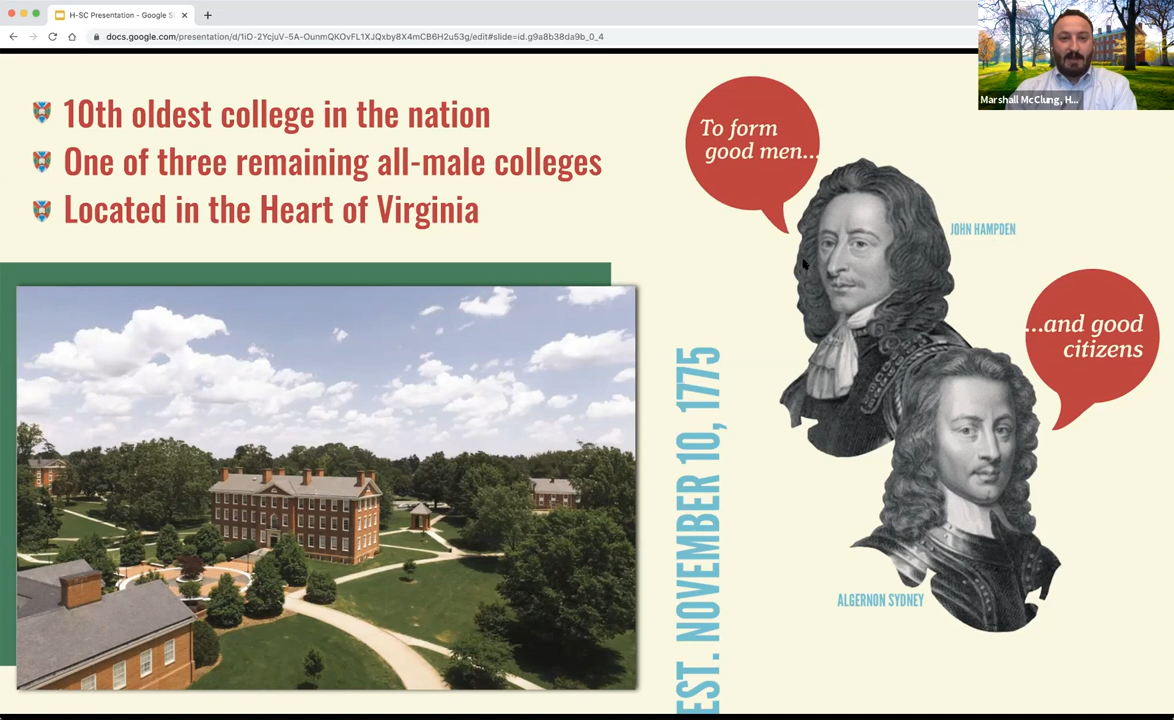 H-SC Presentation - Google Sl
docs.google.com/presentation/d/1iO-2YcjuV-5A-OunmQKOvFL1XJQxby8X4mCB6H2u53g/edit#slide=id.g9a8b38da9b_0_4
Marshall McClung, H...
10th oldest college in the nation
One of three remaining all-male colleges
Located in the Heart of Virginia
To form
good men...
JOHN HAMPDEN
...and good
citizens
EST. NOVEMBER 10, 1775
ALGERNON SYDNEY